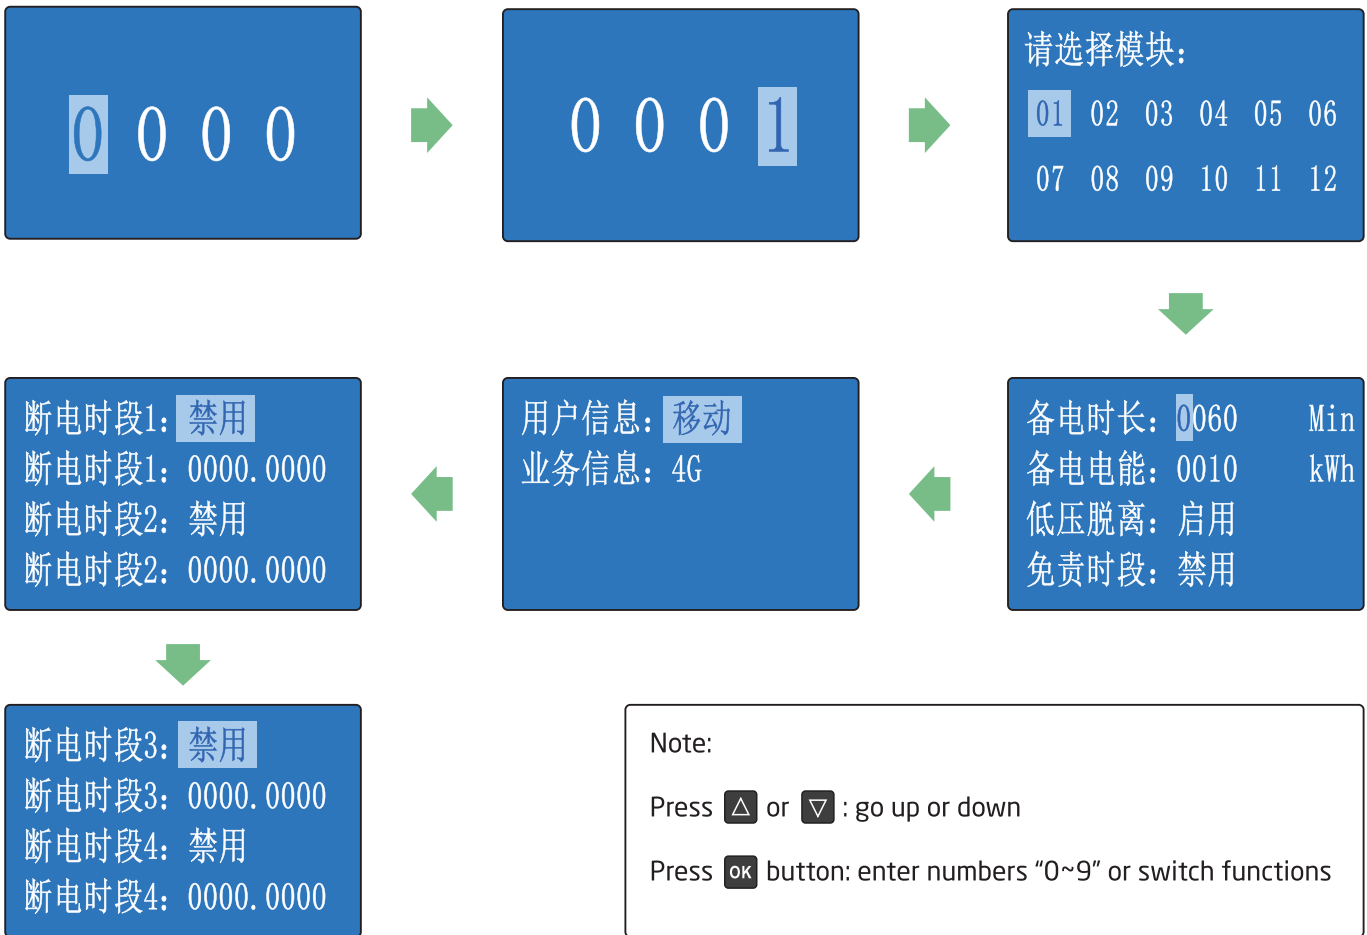 0 0 0 0
0 0 0 1
请选择模块：
01 02 03 04 05 06
07 08 09 10 11 12
备电时长：0060 Min
备电电能：0010 kWh
低压脱离：启用
免责时段：禁用
用户信息：移动
业务信息：4G
断电时段1：禁用
断电时段1：0000.0000
断电时段2：禁用
断电时段2：0000.0000
断电时段3：禁用
断电时段3：0000.0000
断电时段4：禁用
断电时段4：0000.0000
Note:
Press △ or ▽ : go up or down
Press OK button: enter numbers “0~9” or switch functions